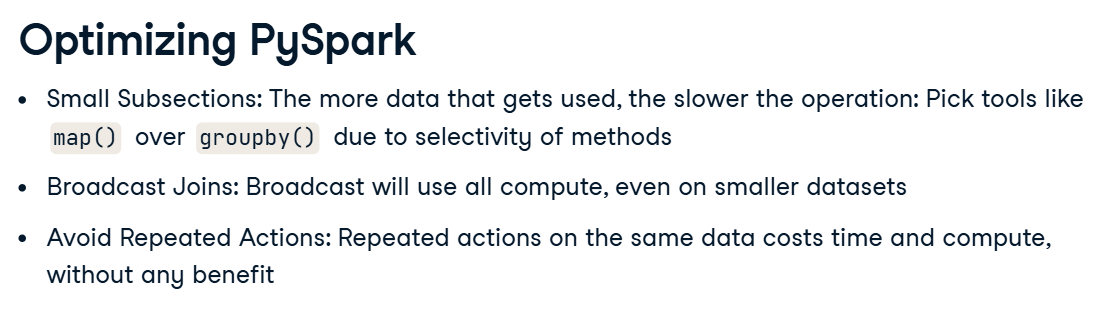 Optimizing PySpark
• Small Subsections: The more data that gets used, the slower the operation: Pick tools like
map() over groupby() due to selectivity of methods
• Broadcast Joins: Broadcast will use all compute, even on smaller datasets
• Avoid Repeated Actions: Repeated actions on the same data costs time and compute,
without any benefit